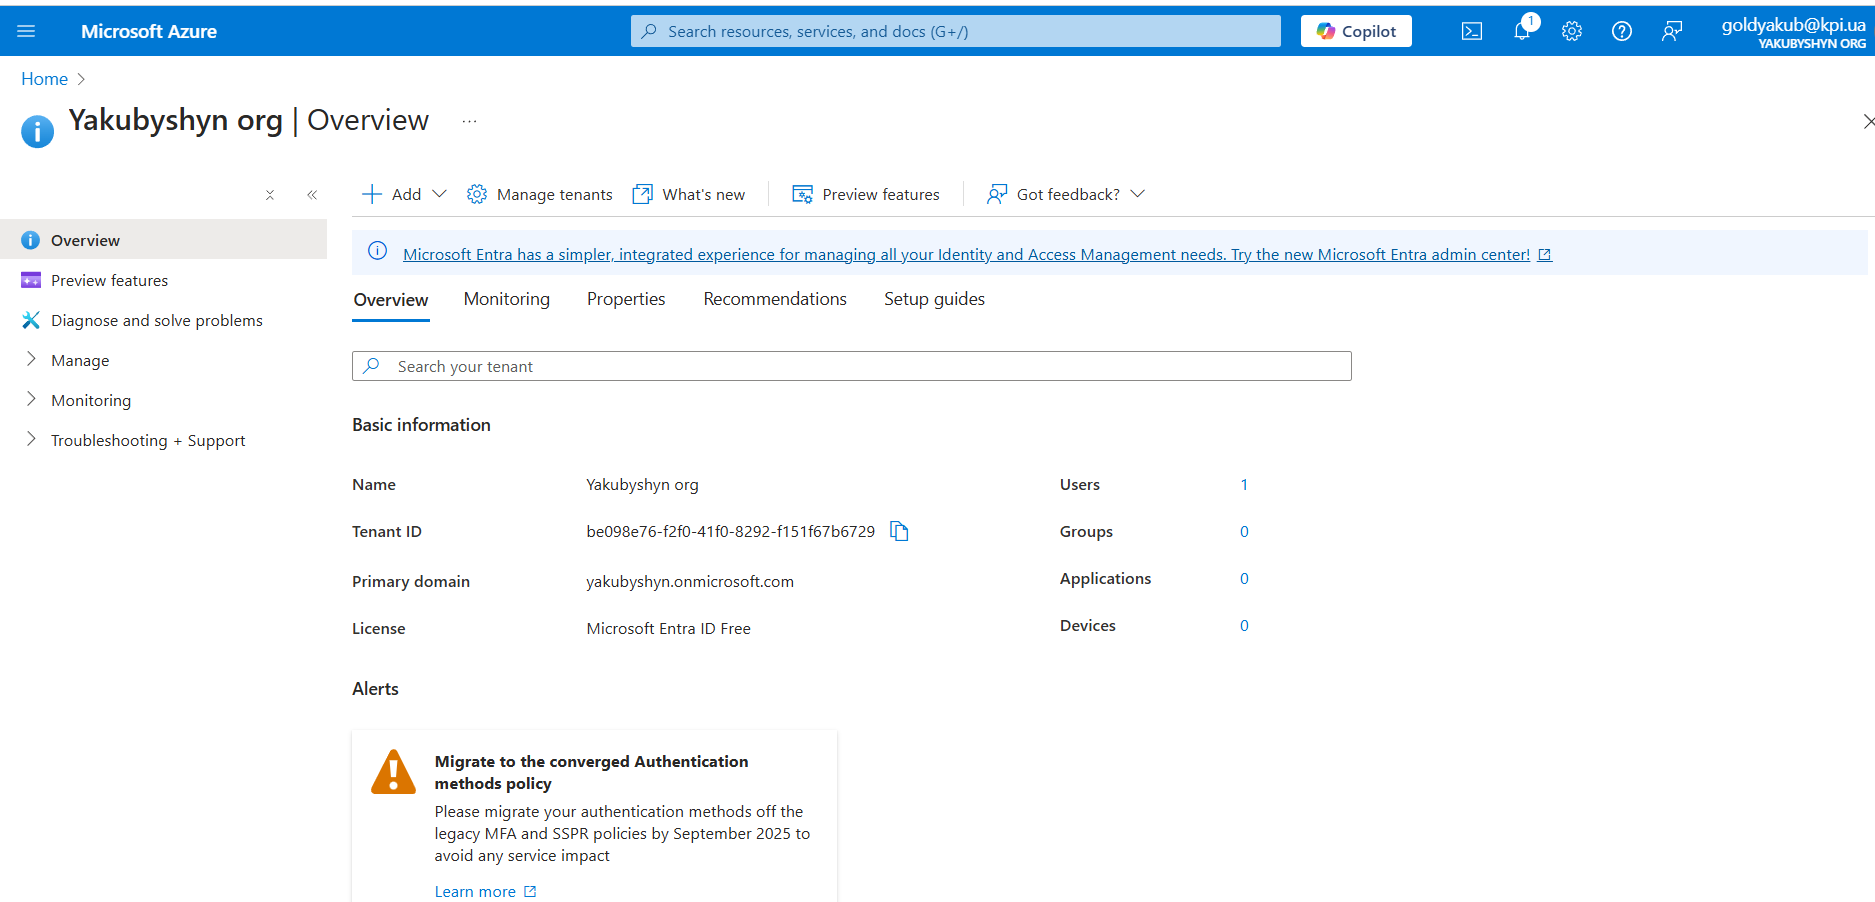 Microsoft Azure
Search resources, services, and docs (G+/)
Copilot
1
goldyakub@kpi.ua
YAKUBYSHYN ORG
Home
Yakubyshyn org | Overview
...
Add
Manage tenants
What's new
Preview features
Got feedback?
Overview
Preview features
Diagnose and solve problems
Manage
Monitoring
Troubleshooting + Support
Microsoft Entra has a simpler, integrated experience for managing all your Identity and Access Management needs. Try the new Microsoft Entra admin center!
Overview Monitoring Properties Recommendations Setup guides
Search your tenant
Basic information
Name Yakubyshyn org Users 1
Tenant ID be098e76-f2f0-41f0-8292-f151f67b6729 Groups 0
Primary domain yakubyshyn.onmicrosoft.com Applications 0
License Microsoft Entra ID Free Devices 0
Alerts
Migrate to the converged Authentication
methods policy
Please migrate your authentication methods off the
legacy MFA and SSPR policies by September 2025 to
avoid any service impact
Learn more